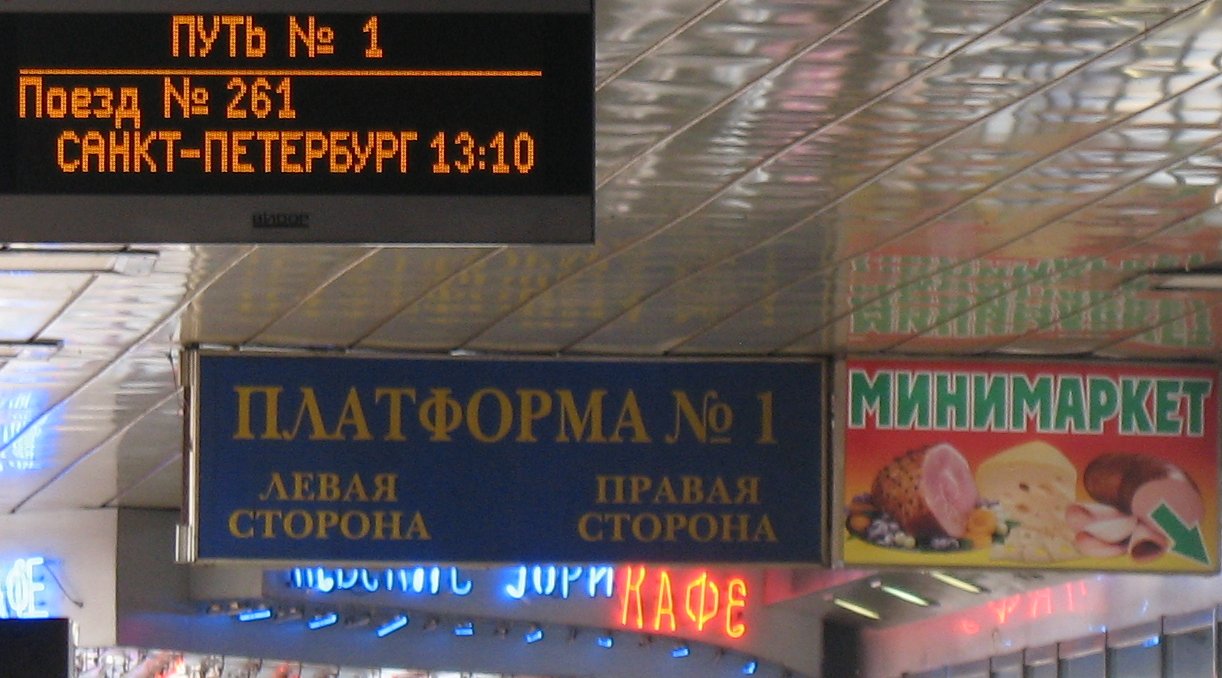 ПУТЬ № 1
Поезд № 261
САНКТ-ПЕТЕРБУРГ 13:10
ПЛАТФОРМА № 1
ЛЕВАЯ
СТОРОНА
ПРАВАЯ
СТОРОНА
МИНИМАРКЕТ
КАФЕ